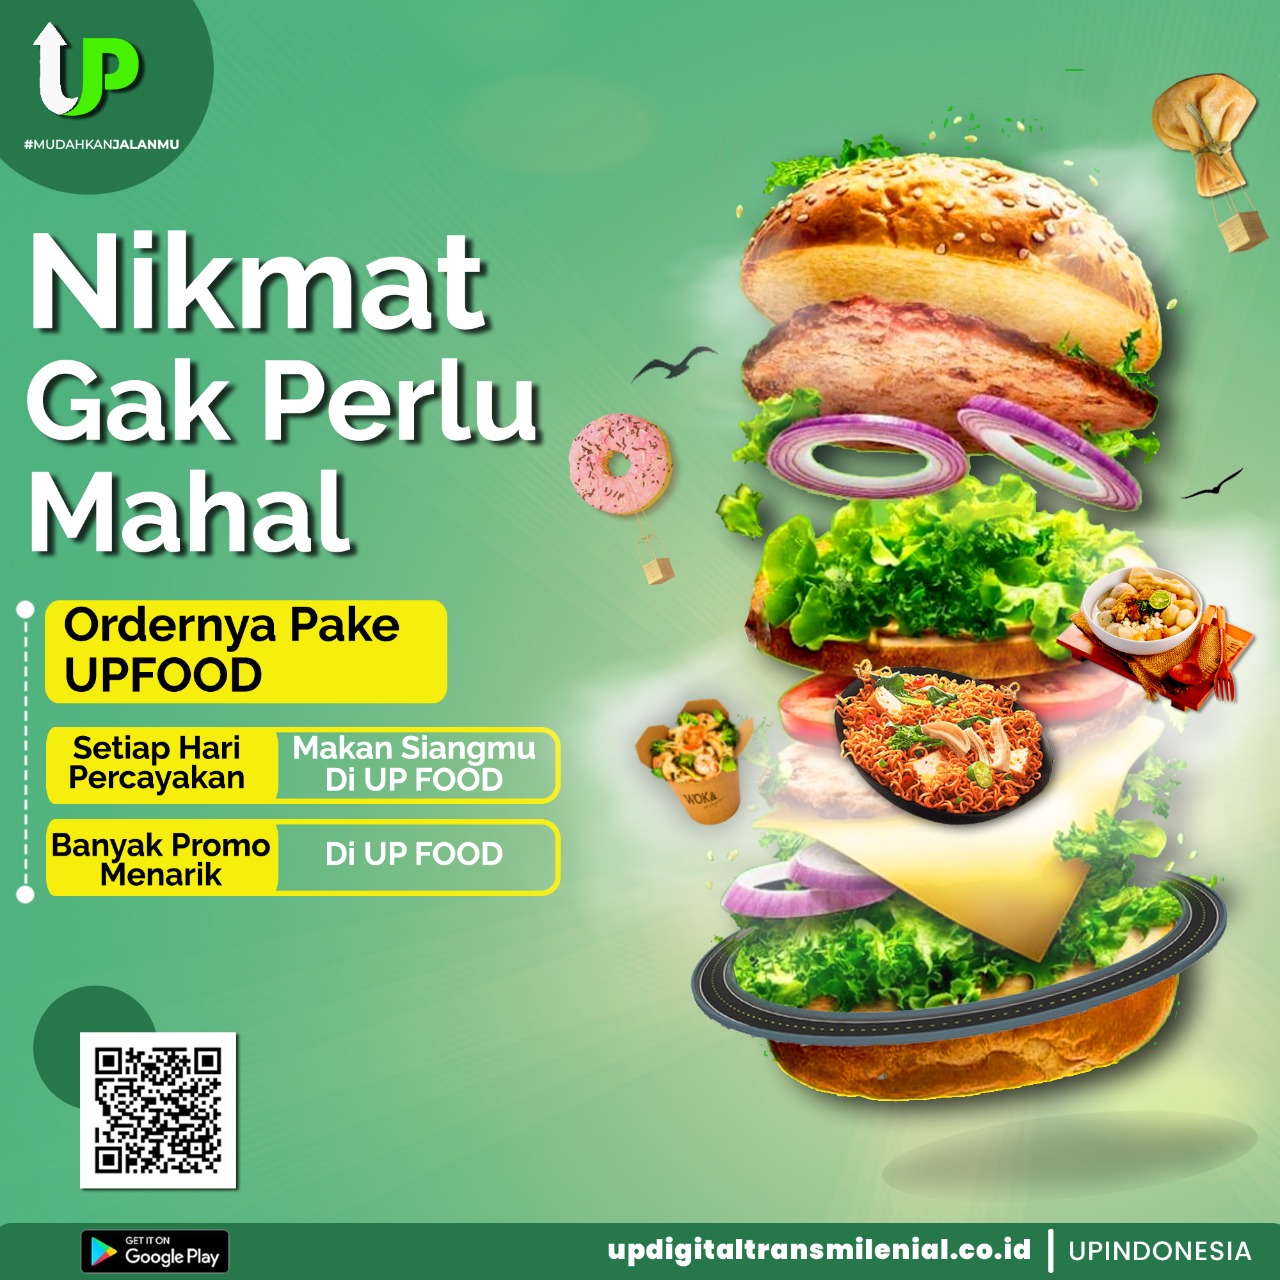 UP
#MUDAHKANJALANMU
Nikmat
Gak Perlu
Mahal
Ordernya Pake
UPFOOD
Setiap Hari
Percayakan
Makan Siangmu
Di UP FOOD
Banyak Promo
Menarik
Di UP FOOD
WOK&
GET IT ON
Google Play
updigitaltransmilenial.co.id | UPINDONESIA